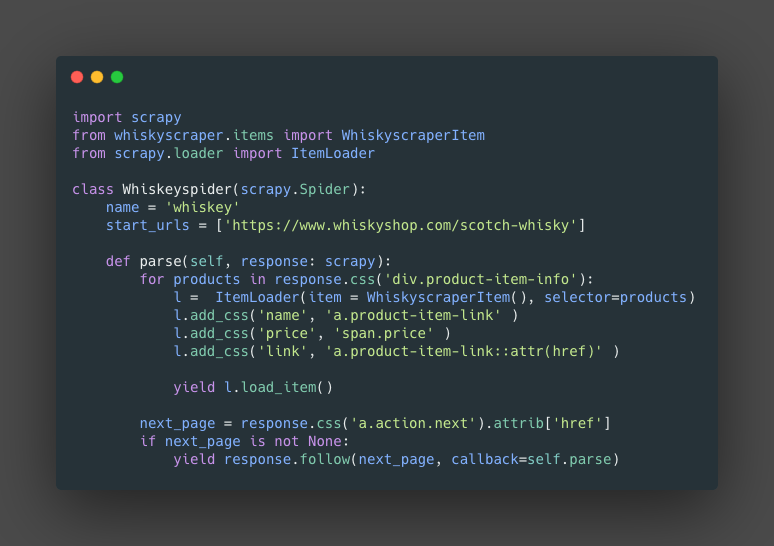 import scrapy
from whiskyscraper.items import WhiskyscraperItem
from scrapy.loader import ItemLoader

class Whiskeyspider(scrapy.Spider):
    name = 'whiskey'
    start_urls = ['https://www.whiskyshop.com/scotch-whisky']

    def parse(self, response: scrapy):
        for products in response.css('div.product-item-info'):
            l =  ItemLoader(item = WhiskyscraperItem(), selector=products)
            l.add_css('name', 'a.product-item-link' )
            l.add_css('price', 'span.price' )
            l.add_css('link', 'a.product-item-link::attr(href)' )

            yield l.load_item()

        next_page = response.css('a.action.next').attrib['href']
        if next_page is not None:
            yield response.follow(next_page, callback=self.parse)